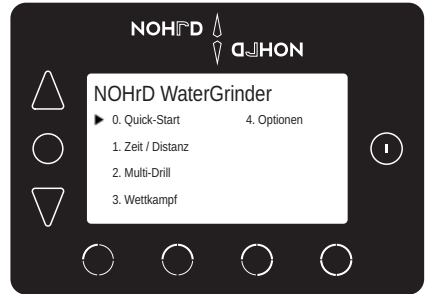 NOHrD
NOHrD
NOHrD WaterGrinder
0. Quick-Start 4. Optionen
1. Zeit / Distanz
2. Multi-Drill
3. Wettkampf